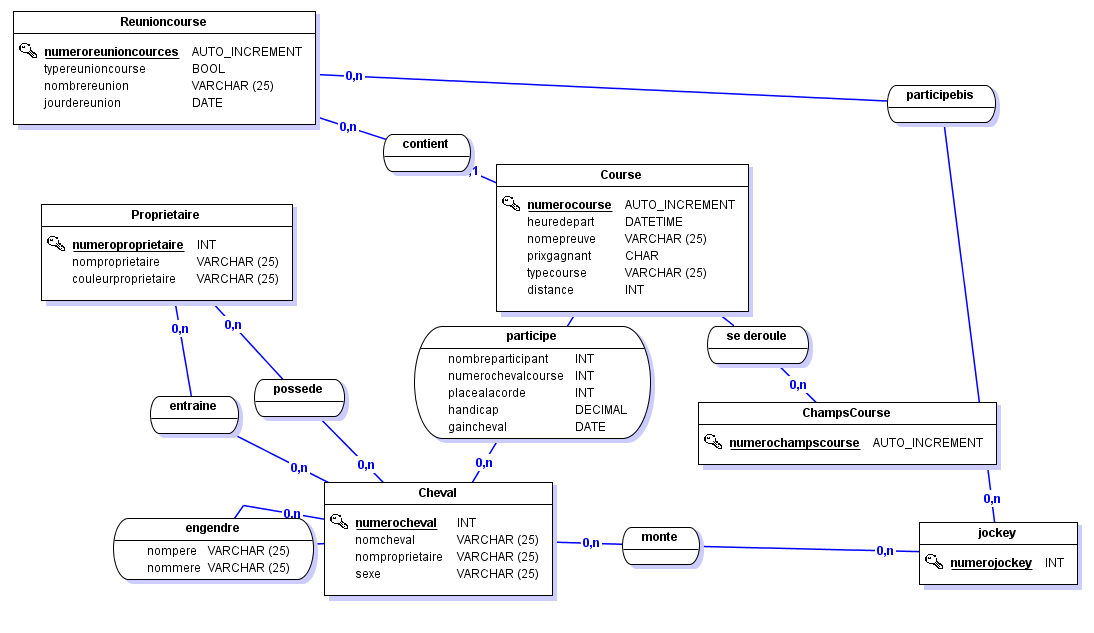 Reunioncourse
numeroreunioncources AUTO_INCREMENT
typereunioncourse BOOL
nombrereunion VARCHAR (25)
jourdereunion DATE
0,n
participebis
0,n
contient
,1
Course
numerocourse AUTO_INCREMENT
heuredepart DATETIME
nomepreuve VARCHAR (25)
prixgagnant CHAR
typecourse VARCHAR (25)
distance INT
Proprietaire
numeroproprietaire INT
nomproprietaire VARCHAR (25)
couleurproprietaire VARCHAR (25)
0,n
0,n
participe
nombreparticipant INT
numerochevalcourse INT
placealacorde INT
handicap DECIMAL
gaincheval DATE
se deroule
0,n
possede
entraine
ChampsCourse
numerochampscourse AUTO_INCREMENT
0,n
0,n
0,n
0,n
Cheval
numerocheval INT
nomcheval VARCHAR (25)
nomproprietaire VARCHAR (25)
sexe VARCHAR (25)
0,n
engendre
nompere VARCHAR (25)
nommere VARCHAR (25)
0,n
monte
0,n
jockey
numerojockey INT